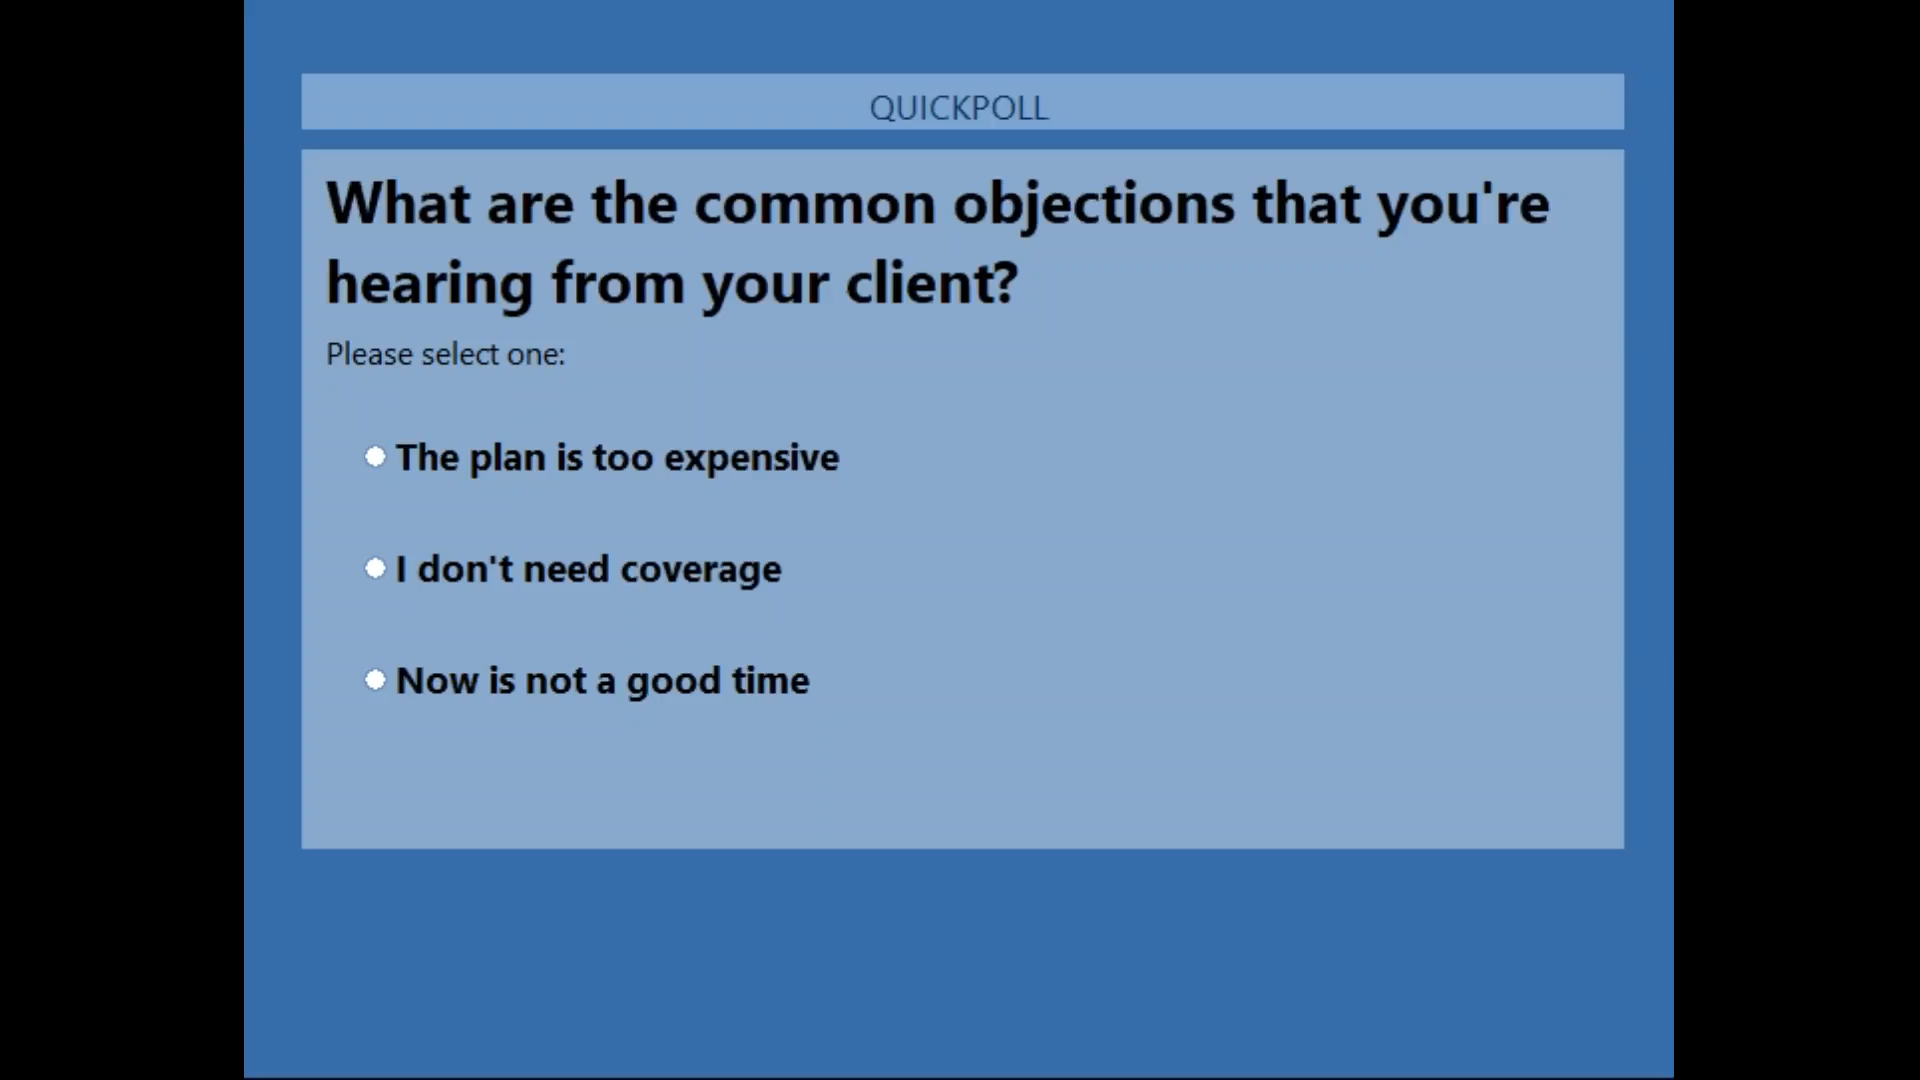 QUICKPOLL
What are the common objections that you're
hearing from your client?
Please select one:
The plan is too expensive
I don't need coverage
Now is not a good time